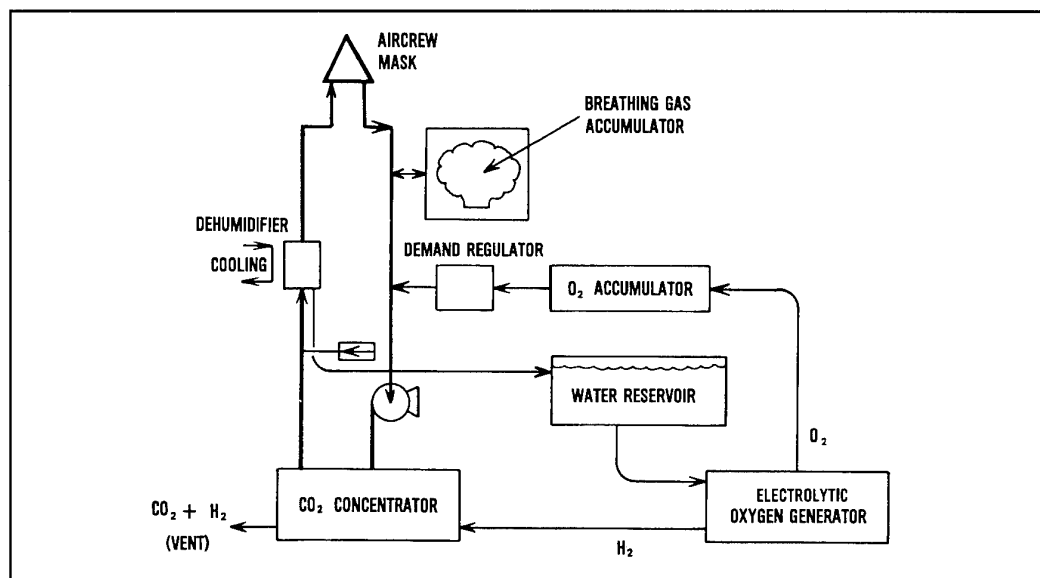 AIRCREW
MASK
BREATHING GAS
ACCUMULATOR
DEHUMIDIFIER
COOLING
DEMAND REGULATOR
O₂ ACCUMULATOR
WATER RESERVOIR
O₂
CO₂ CONCENTRATOR
ELECTROLYTIC
OXYGEN GENERATOR
CO₂ + H₂
(VENT)
H₂